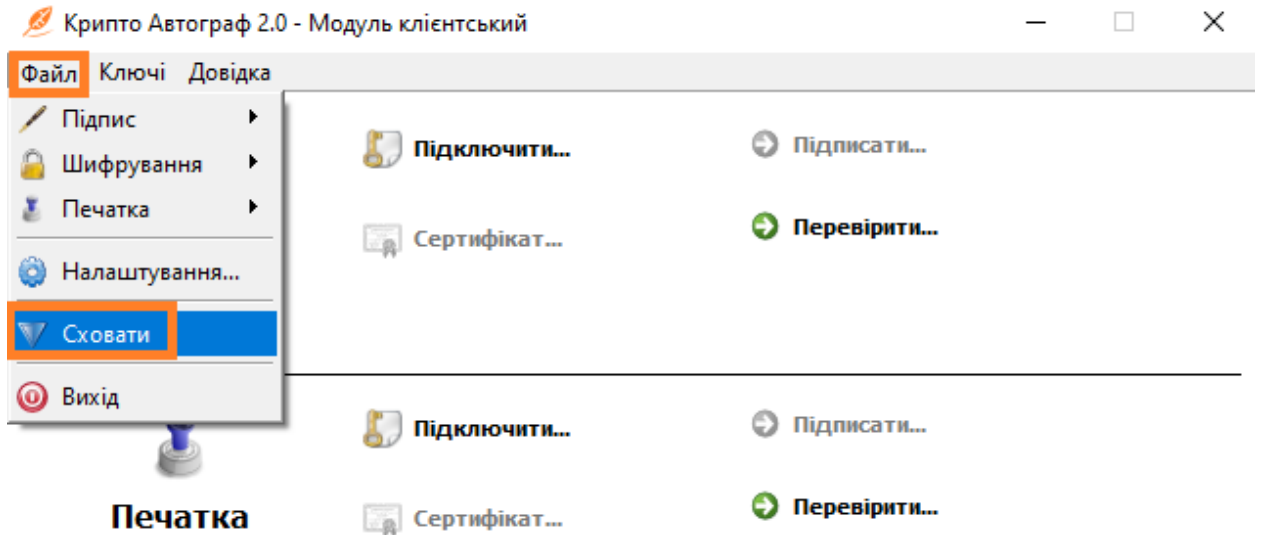 Крипто Автограф 2.0 - Модуль клієнтський
Файл Ключі Довідка
Підпис
Шифрування
Печатка
Налаштування...
Сховати
Вихід
Підключити... Підписати...
Сертифікат... Перевірити...
Підключити... Підписати...
Печатка Сертифікат... Перевірити...